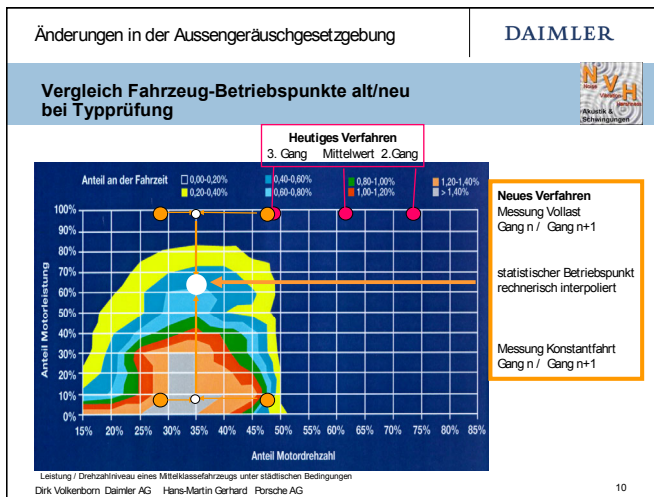 Änderungen in der Aussengeräuschgesetzgebung
DAIMLER
Vergleich Fahrzeug-Betriebspunkte alt/neu
bei Typprüfung
N V H
Noise
Vibration
Harshness
Akustik &
Schwingungen
Heutiges Verfahren
3. Gang Mittelwert 2.Gang
Anteil an der Fahrzeit
0,00-0,20% 0,40-0,60% 0,80-1,00% 1,20-1,40%
0,20-0,40% 0,60-0,80% 1,00-1,20% > 1,40%
Anteil Motorleistung
100%
90%
80%
70%
60%
50%
40%
30%
20%
10%
0%
15% 20% 25% 30% 35% 40% 45% 50% 55% 60% 65% 70% 75% 80% 85%
Anteil Motordrehzahl
Neues Verfahren
Messung Vollast
Gang n / Gang n+1
statistischer Betriebspunkt
rechnerisch interpoliert
Messung Konstantfahrt
Gang n / Gang n+1
Leistung / Drehzahlniveau eines Mittelklassefahrzeugs unter städtischen Bedingungen
Dirk Volkenborn Daimler AG Hans-Martin Gerhard Porsche AG
10